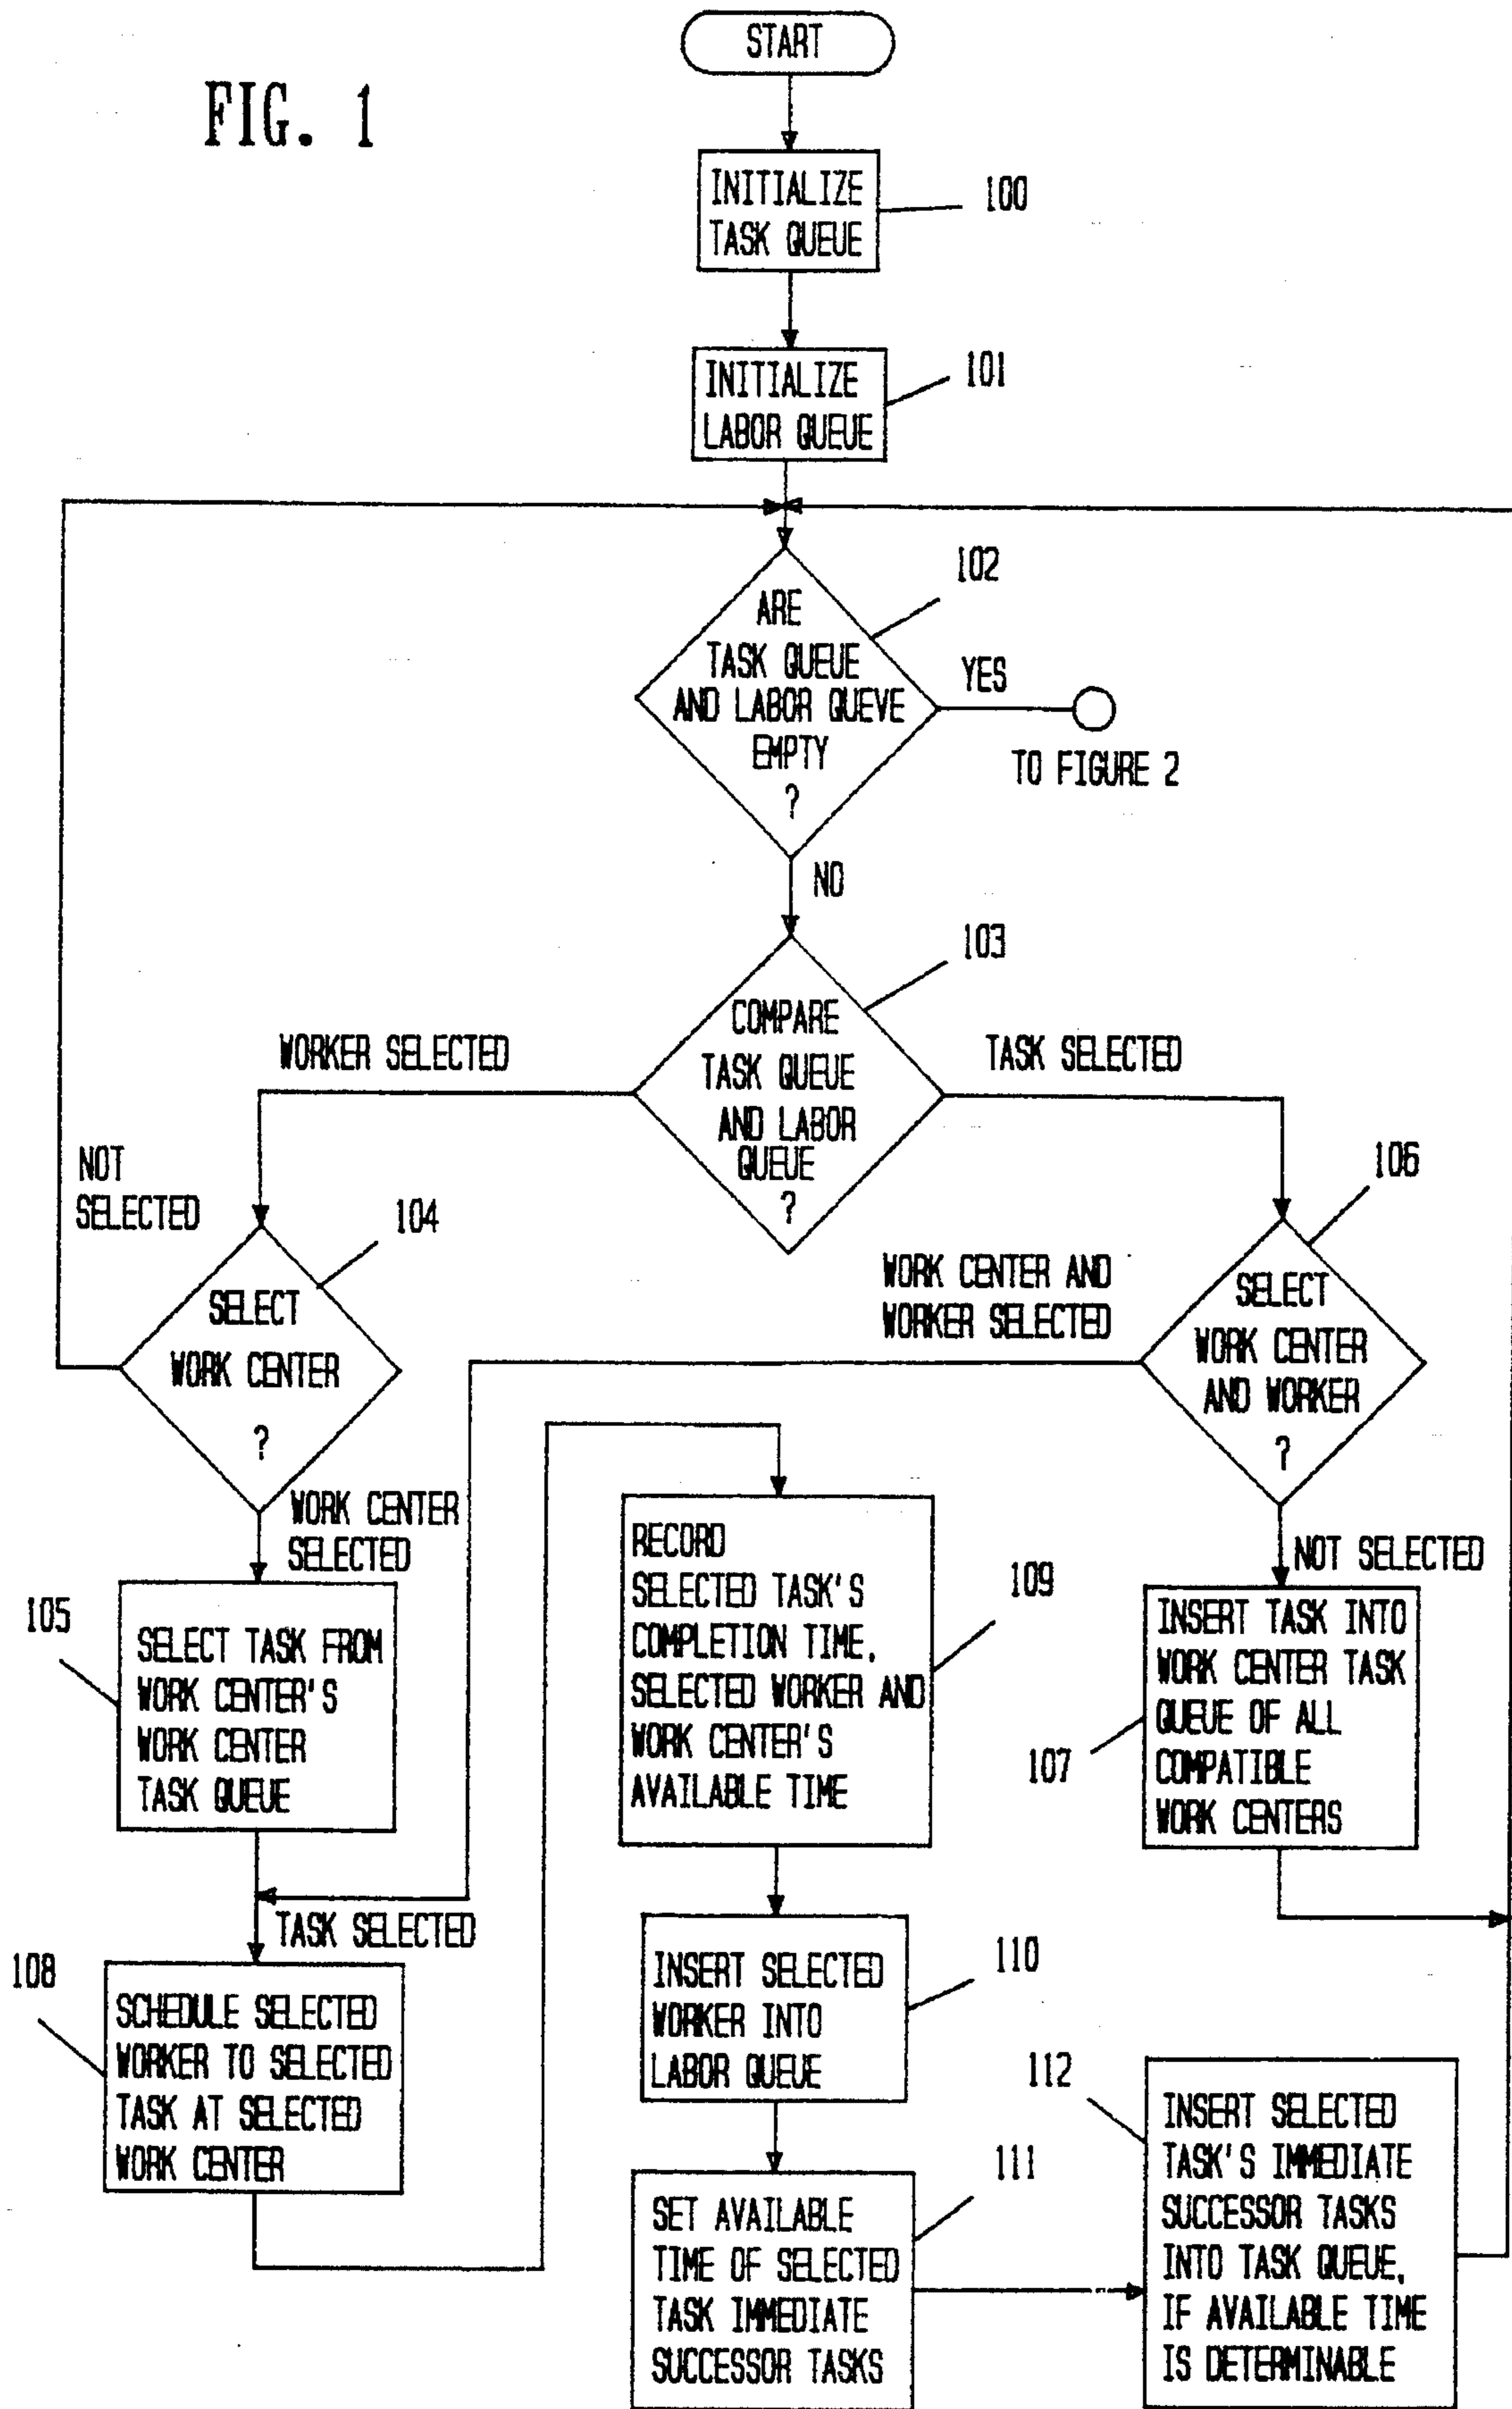 FIG. 1
START
INITIALIZE
TASK QUEUE
100
INITIALIZE
LABOR QUEUE
101
102
ARE
TASK QUEUE
AND LABOR QUEVE
EMPTY
?
YES
TO FIGURE 2
NO
103
COMPARE
TASK QUEUE
AND LABOR
QUEUE
?
WORKER SELECTED
TASK SELECTED
NOT
SELECTED
104
SELECT
WORK CENTER
?
WORK CENTER
SELECTED
106
SELECT
WORK CENTER
AND WORKER
?
WORK CENTER AND
WORKER SELECTED
NOT SELECTED
105
SELECT TASK FROM
WORK CENTER'S
WORK CENTER
TASK QUEUE
TASK SELECTED
107
INSERT TASK INTO
WORK CENTER TASK
QUEUE OF ALL
COMPATIBLE
WORK CENTERS
108
SCHEDULE SELECTED
WORKER TO SELECTED
TASK AT SELECTED
WORK CENTER
RECORD
SELECTED TASK'S
COMPLETION TIME,
SELECTED WORKER AND
WORK CENTER'S
AVAILABLE TIME
109
INSERT SELECTED
WORKER INTO
LABOR QUEUE
110
SET AVAILABLE
TIME OF SELECTED
TASK IMMEDIATE
SUCCESSOR TASKS
111
112
INSERT SELECTED
TASK'S IMMEDIATE
SUCCESSOR TASKS
INTO TASK QUEUE,
IF AVAILABLE TIME
IS DETERMINABLE